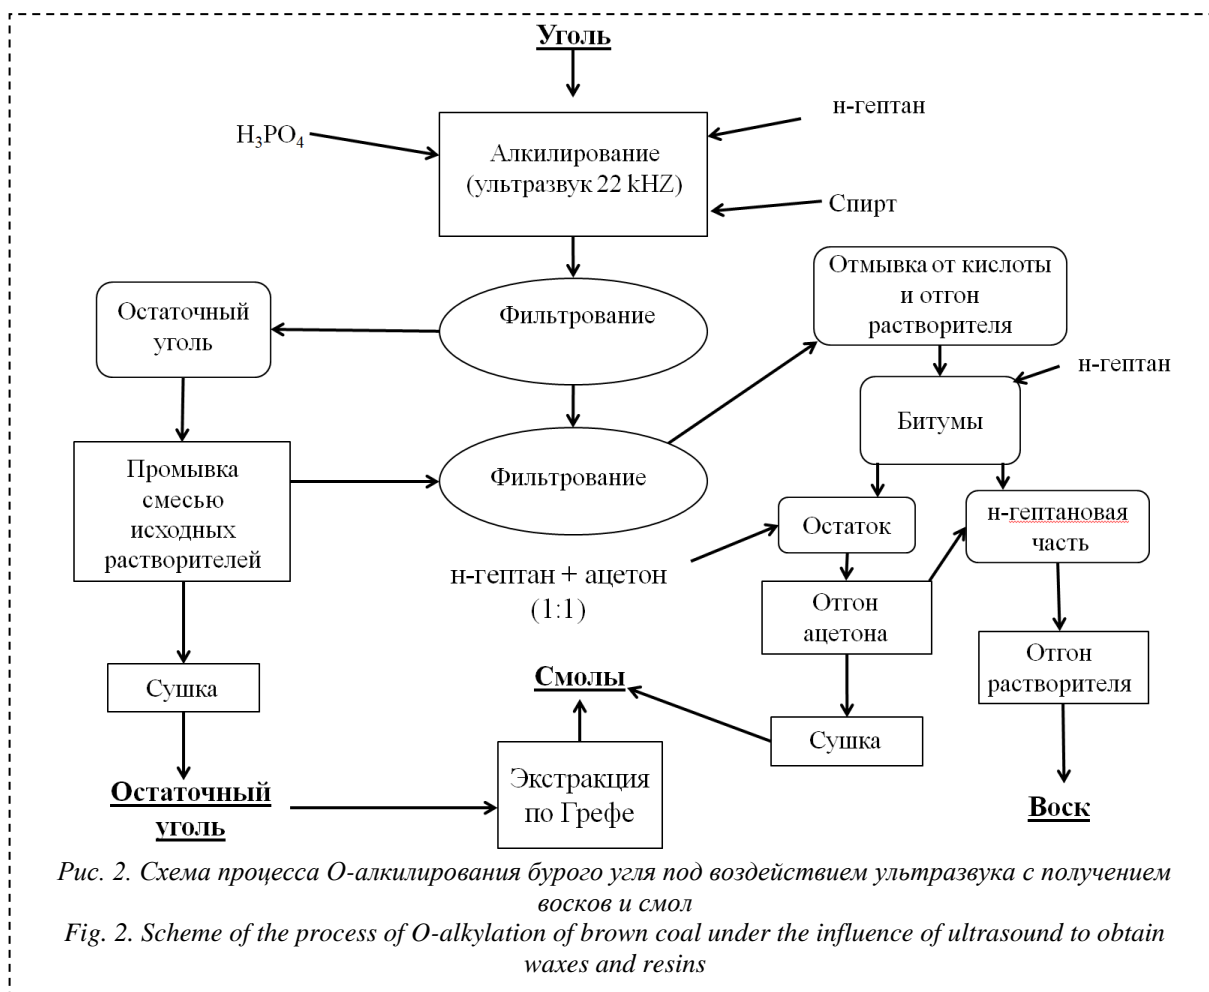 Уголь
H₃PO₄
н-гептан
Алкилирование
(ультразвук 22 kHZ)
Спирт
Остаточный
уголь
Фильтрование
Отмывка от кислоты
и отгон
растворителя
н-гептан
Битумы
Промывка
смесью
исходных
растворителей
Фильтрование
Остаток
н-гептановая
часть
н-гептан + ацетон
(1:1)
Отгон
ацетона
Отгон
растворителя
Сушка
Смолы
Сушка
Остаточный
уголь
Экстракция
по Грефе
Воск
Рис. 2. Схема процесса О-алкилирования бурого угля под воздействием ультразвука с получением
восков и смол
Fig. 2. Scheme of the process of O-alkylation of brown coal under the influence of ultrasound to obtain
waxes and resins